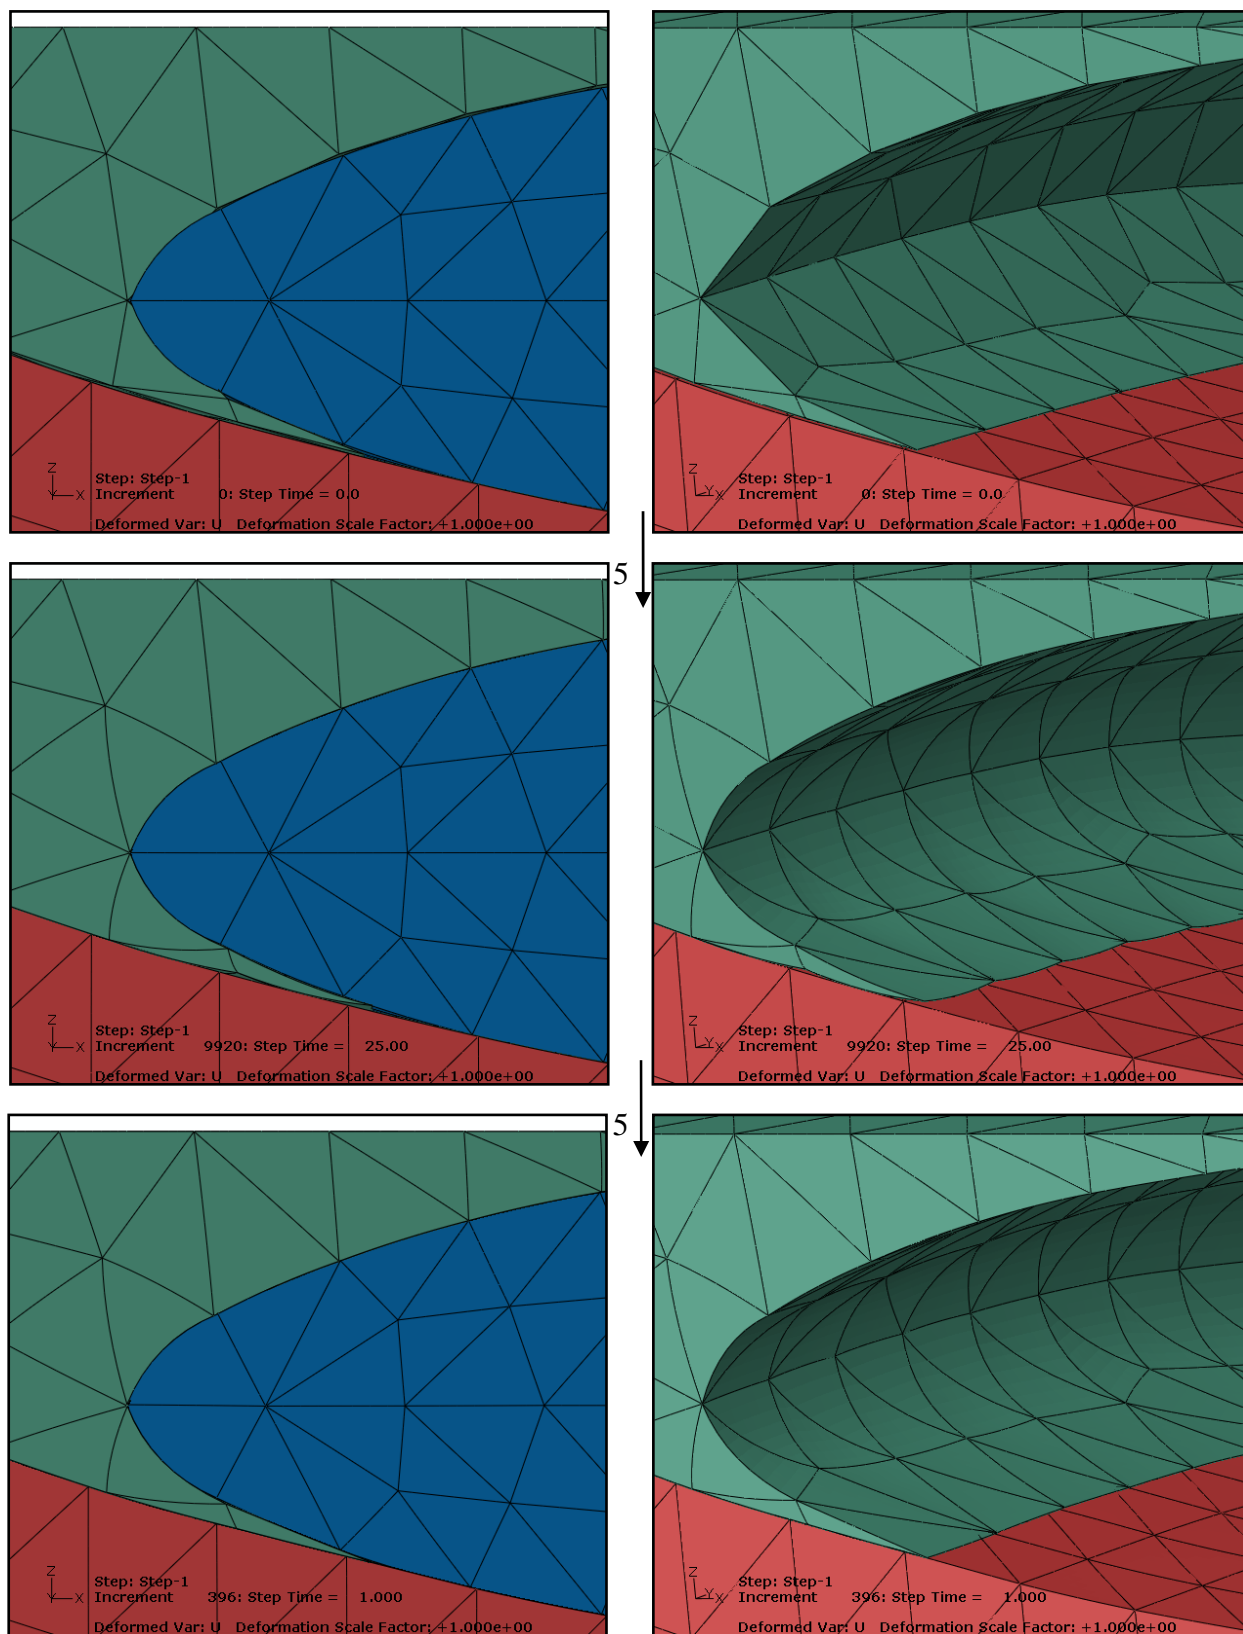 Z
X
Step: Step-1
Increment 0: Step Time = 0.0
Deformed Var: U Deformation Scale Factor: +1.000e+00
Z
Y
X
Step: Step-1
Increment 0: Step Time = 0.0
Deformed Var: U Deformation Scale Factor: +1.000e+00
5
Z
X
Step: Step-1
Increment 9920: Step Time = 25.00
Deformed Var: U Deformation Scale Factor: +1.000e+00
Z
Y
X
Step: Step-1
Increment 9920: Step Time = 25.00
Deformed Var: U Deformation Scale Factor: +1.000e+00
5
Z
X
Step: Step-1
Increment 396: Step Time = 1.000
Deformed Var: U Deformation Scale Factor: +1.000e+00
Z
Y
X
Step: Step-1
Increment 396: Step Time = 1.000
Deformed Var: U Deformation Scale Factor: +1.000e+00